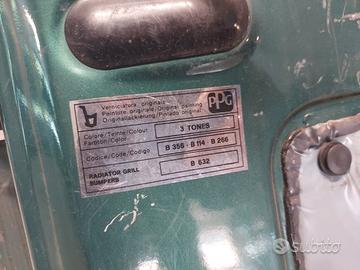 Verniciatura originale
Peinture originale/Original painting
Originallackierung/Pintado original
PPG
Colore/Teinte/Colour
Farbton/Color
3 TONES
Codice/Code/Codigo
B 356 - B 114 - B 266
RADIATOR GRILL
BUMPERS
B 632
subito